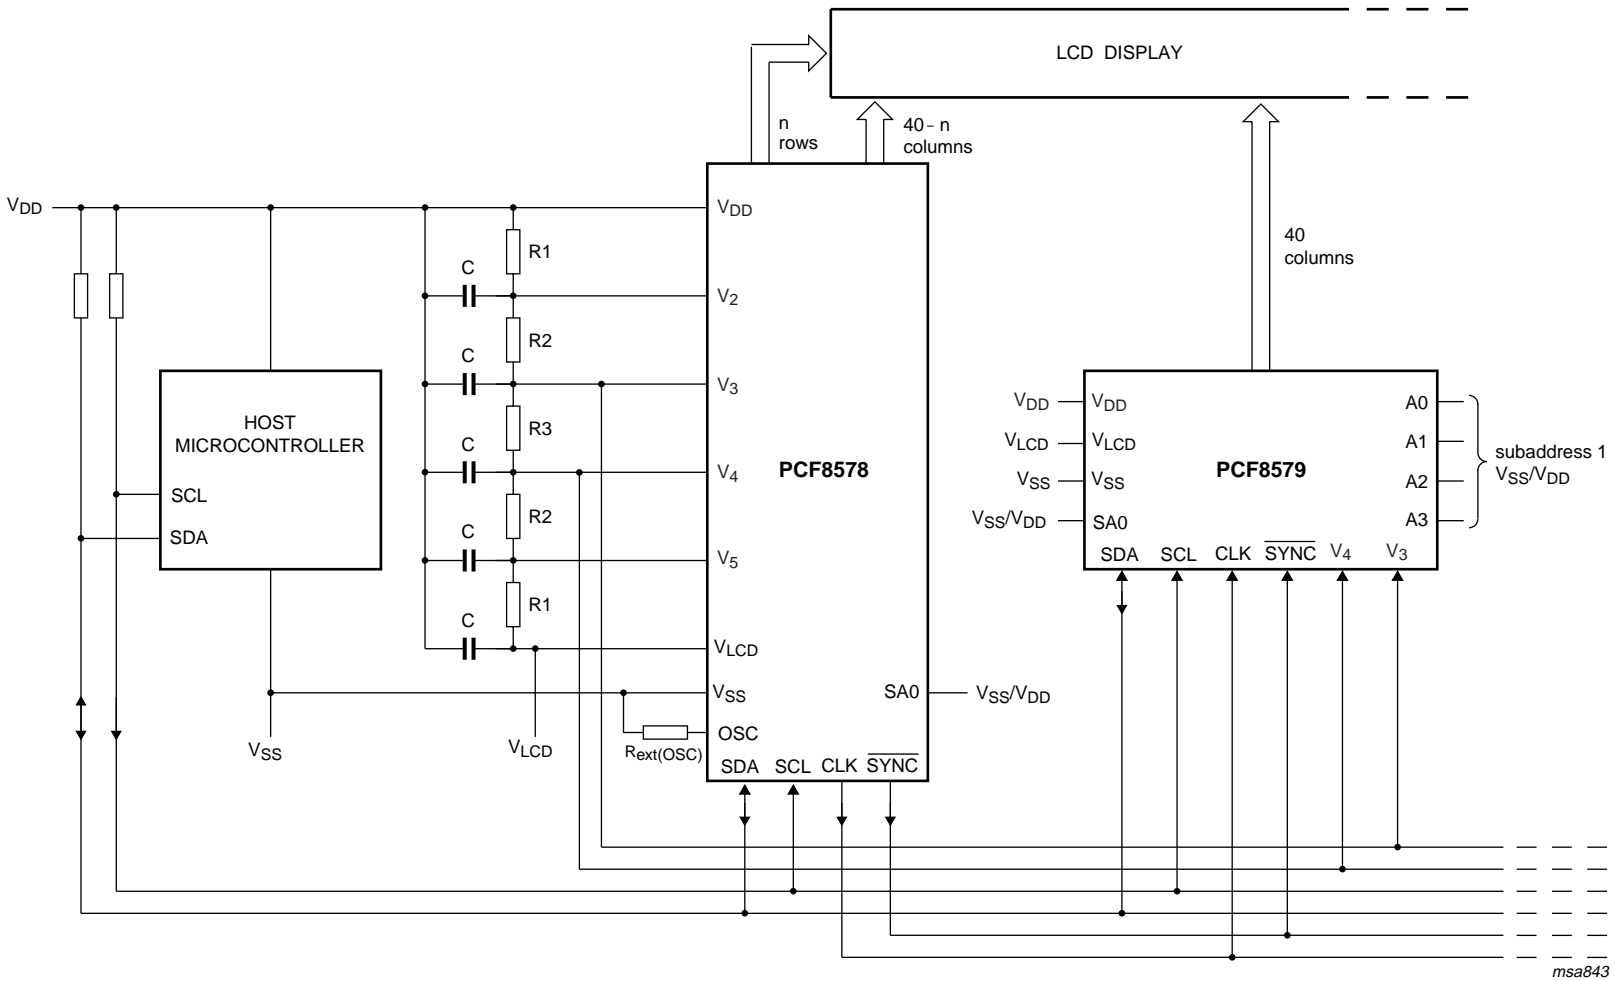 LCD DISPLAY
n
rows
40 - n
columns
VDD
VDD
R1
C
V2
R2
C
V3
R3
C
V4
R2
C
V5
R1
C
VLCD
HOST
MICROCONTROLLER
SCL
SDA
PCF8578
VSS
OSC
Rext(OSC)
VSS
VLCD
SA0
VSS/VDD
SDA
SCL
CLK
SYNC
40
columns
VDD
VDD
VLCD
VLCD
VSS
VSS
VSS/VDD
SA0
PCF8579
A0
A1
A2
A3
subaddress 1
VSS/VDD
SDA
SCL
CLK
SYNC
V4
V3
msa843